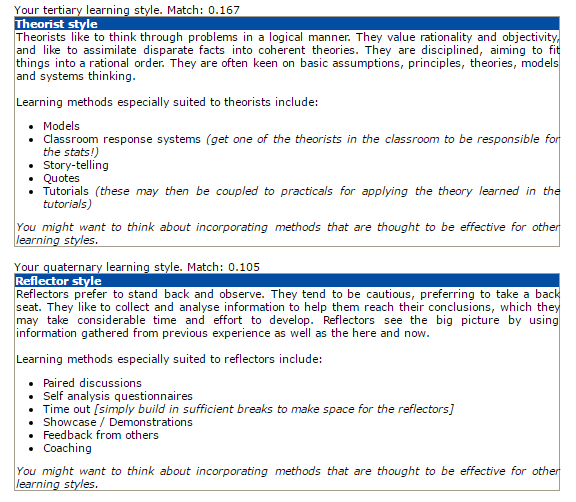 Your tertiary learning style. Match: 0.167
Theorist style
Theorists like to think through problems in a logical manner. They value rationality and objectivity,
and like to assimilate disparate facts into coherent theories. They are disciplined, aiming to fit
things into a rational order. They are often keen on basic assumptions, principles, theories, models
and systems thinking.
Learning methods especially suited to theorists include:
• Models
• Classroom response systems (get one of the theorists in the classroom to be responsible for
the stats!)
• Story-telling
• Quotes
• Tutorials (these may then be coupled to practicals for applying the theory learned in the
tutorials)
You might want to think about incorporating methods that are thought to be effective for other
learning styles.
Your quaternary learning style. Match: 0.105
Reflector style
Reflectors prefer to stand back and observe. They tend to be cautious, preferring to take a back
seat. They like to collect and analyse information to help them reach their conclusions, which they
may take considerable time and effort to develop. Reflectors see the big picture by using
information gathered from previous experience as well as the here and now.
Learning methods especially suited to reflectors include:
• Paired discussions
• Self analysis questionnaires
• Time out [simply build in sufficient breaks to make space for the reflectors]
• Showcase / Demonstrations
• Feedback from others
• Coaching
You might want to think about incorporating methods that are thought to be effective for other
learning styles.